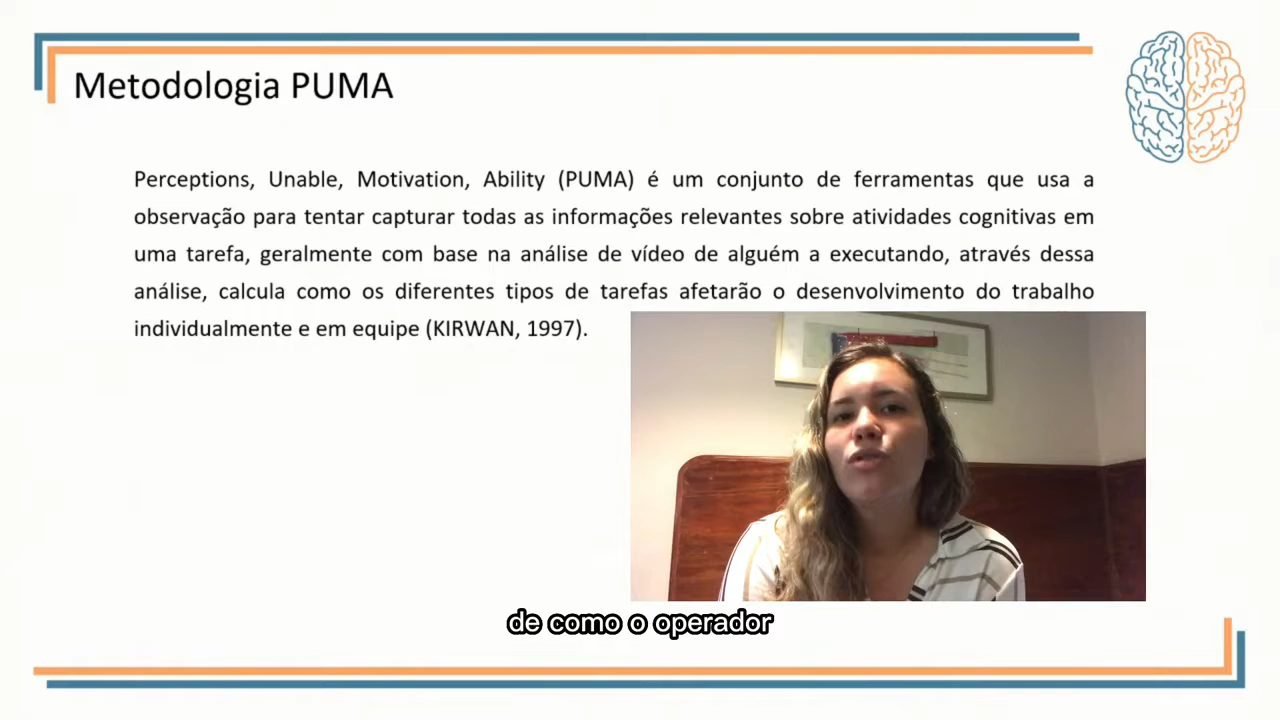 Metodologia PUMA
Perceptions, Unable, Motivation, Ability (PUMA) é um conjunto de ferramentas que usa a
observação para tentar capturar todas as informações relevantes sobre atividades cognitivas em
uma tarefa, geralmente com base na análise de vídeo de alguém a executando, através dessa
análise, calcula como os diferentes tipos de tarefas afetarão o desenvolvimento do trabalho
individualmente e em equipe (KIRWAN, 1997).
de como o operador